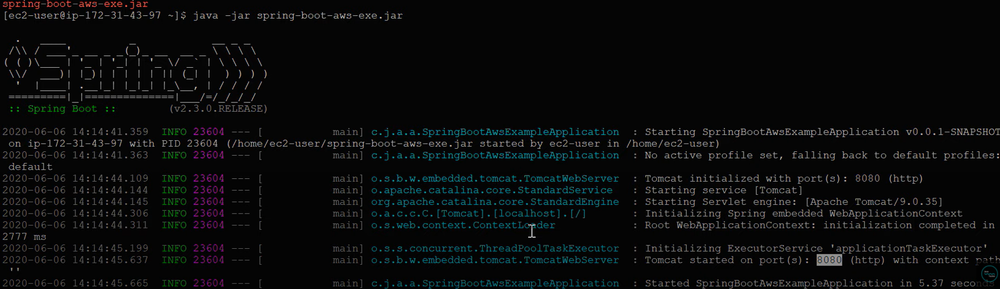 spring-boot-aws-exe.jar
[ec2-user@ip-172-31-43-97 ~]$ java -jar spring-boot-aws-exe.jar
  .   ____          _            __ _ _
 /\\ / ___'_ __ _ _(_)_ __  __ _ \ \ \ \
( ( )\___ | '_ | '_| | '_ \/ _` | \ \ \ \
 \\/  ___)| |_)| | | | | || (_| |  ) ) ) )
  '  |____| .__|_| |_|_| |_\__, | / / / /
 =========|_|==============|___/=/_/_/_/
 :: Spring Boot ::        (v2.3.0.RELEASE)
2020-06-06 14:14:41.359  INFO 23604 --- [           main] c.j.a.a.SpringBootAwsExampleApplication  : Starting SpringBootAwsExampleApplication v0.0.1-SNAPSHOT
on ip-172-31-43-97 with PID 23604 (/home/ec2-user/spring-boot-aws-exe.jar started by ec2-user in /home/ec2-user)
2020-06-06 14:14:41.363  INFO 23604 --- [           main] c.j.a.a.SpringBootAwsExampleApplication  : No active profile set, falling back to default profiles:
default
2020-06-06 14:14:44.109  INFO 23604 --- [           main] o.s.b.w.embedded.tomcat.TomcatWebServer  : Tomcat initialized with port(s): 8080 (http)
2020-06-06 14:14:44.144  INFO 23604 --- [           main] o.apache.catalina.core.StandardService   : Starting service [Tomcat]
2020-06-06 14:14:44.145  INFO 23604 --- [           main] org.apache.catalina.core.StandardEngine  : Starting Servlet engine: [Apache Tomcat/9.0.35]
2020-06-06 14:14:44.306  INFO 23604 --- [           main] o.a.c.c.C.[Tomcat].[localhost].[/]       : Initializing Spring embedded WebApplicationContext
2020-06-06 14:14:44.311  INFO 23604 --- [           main] o.s.web.context.ContextLoader            : Root WebApplicationContext: initialization completed in
2777 ms
2020-06-06 14:14:45.199  INFO 23604 --- [           main] o.s.s.concurrent.ThreadPoolTaskExecutor  : Initializing ExecutorService 'applicationTaskExecutor'
2020-06-06 14:14:45.637  INFO 23604 --- [           main] o.s.b.w.embedded.tomcat.TomcatWebServer  : Tomcat started on port(s): 8080 (http) with context path
''
2020-06-06 14:14:45.665  INFO 23604 --- [           main] c.j.a.a.SpringBootAwsExampleApplication  : Started SpringBootAwsExampleApplication in 5.37 seconds